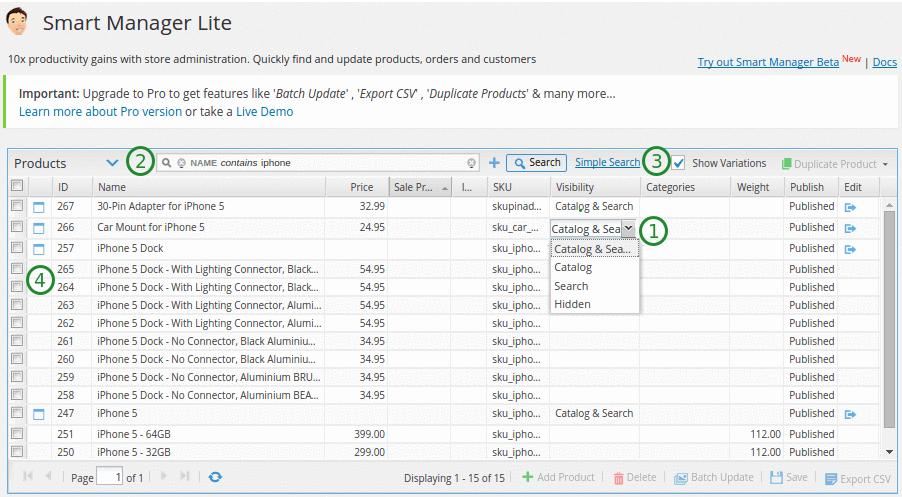 Smart Manager Lite
10x productivity gains with store administration. Quickly find and update products, orders and customers
Try out Smart Manager Beta New | Docs
Important: Upgrade to Pro to get features like 'Batch Update' , 'Export CSV' , 'Duplicate Products' & many more...
Learn more about Pro version or take a Live Demo
Products 2 NAME contains iphone Search Simple Search 3 Show Variations Duplicate Product
ID Name Price Sale Pr... I... SKU Visibility Categories Weight Publish Edit
267 30-Pin Adapter for iPhone 5 32.99 skupinad... Catalog & Search Published
266 Car Mount for iPhone 5 24.95 sku_car_... Catalog & Sea 1 Published
257 iPhone 5 Dock sku_ipho... Catalog & Sea... Published
4 265 iPhone 5 Dock - With Lighting Connector, Black... 54.95 sku_ipho... Catalog Published
264 iPhone 5 Dock - With Lighting Connector, Black... 54.95 sku_ipho... Search Published
263 iPhone 5 Dock - With Lighting Connector, Alumi... 54.95 sku_ipho... Hidden Published
262 iPhone 5 Dock - With Lighting Connector, Alumi... 54.95 sku_ipho... Published
261 iPhone 5 Dock - No Connector, Black Aluminiu... 34.95 sku_ipho... Published
260 iPhone 5 Dock - No Connector, Black Aluminiu... 34.95 sku_ipho... Published
259 iPhone 5 Dock - No Connector, Aluminium BRU... 34.95 sku_ipho... Published
258 iPhone 5 Dock - No Connector, Aluminium BEA... 34.95 sku_ipho... Published
247 iPhone 5 sku_ipho... Catalog & Search Published
251 iPhone 5 - 64GB 399.00 sku_ipho... 112.00 Published
250 iPhone 5 - 32GB 299.00 sku_ipho... 112.00 Published
Page 1 of 1 Displaying 1 - 15 of 15 Add Product Delete Batch Update Save Export CSV